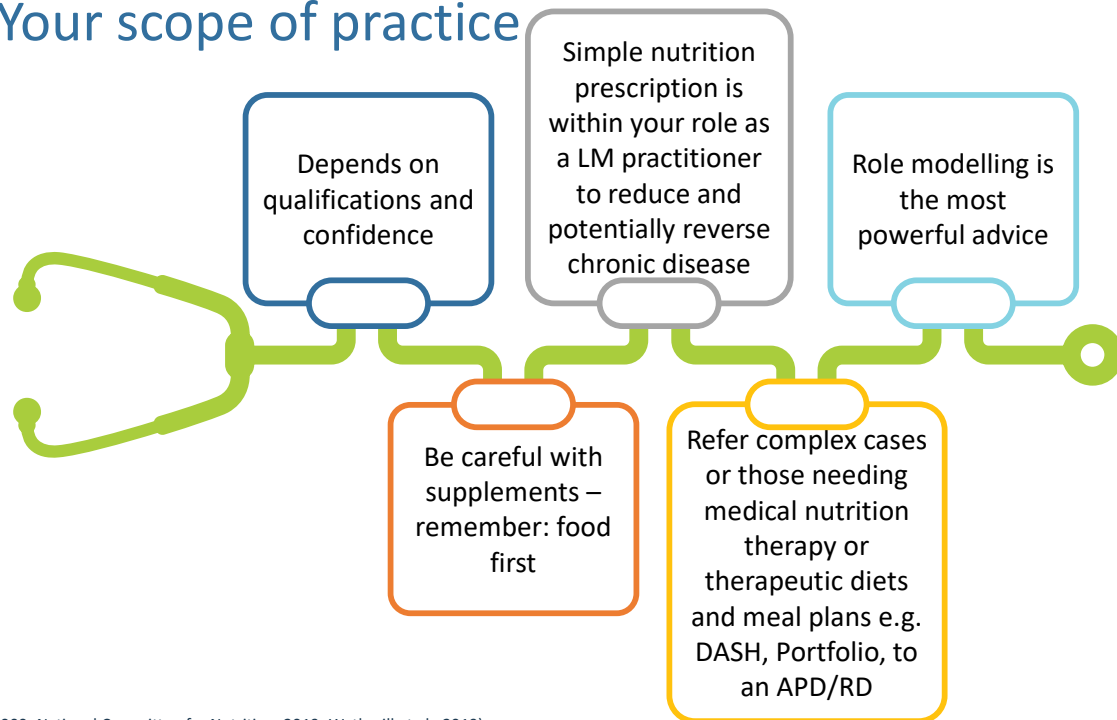 Your scope of practice
Depends on
qualifications and
confidence
Be careful with
supplements –
remember: food
first
Simple nutrition
prescription is
within your role as
a LM practitioner
to reduce and
potentially reverse
chronic disease
Refer complex cases
or those needing
medical nutrition
therapy or
therapeutic diets
and meal plans e.g.
DASH, Portfolio, to
an APD/RD
Role modelling is
the most
powerful advice